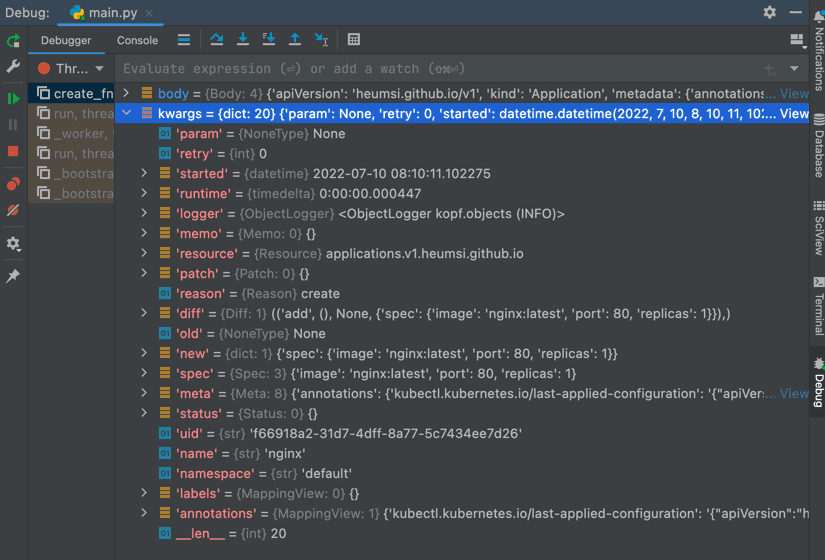 Debug: main.py
Debugger Console
Thr...
Evaluate expression (⏎) or add a watch (⇧⌘⏎)
create_fn
run, threa
_worker, t
run, threa
_bootstra
_bootstra
body = {Body: 4} {'apiVersion': 'heumsi.github.io/v1', 'kind': 'Application', 'metadata': {'annotations... View
kwargs = {dict: 20} {'param': None, 'retry': 0, 'started': datetime.datetime(2022, 7, 10, 8, 10, 11, 102... View
'param' = {NoneType} None
'retry' = {int} 0
'started' = {datetime} 2022-07-10 08:10:11.102275
'runtime' = {timedelta} 0:00:00.000447
'logger' = {ObjectLogger} <ObjectLogger kopf.objects (INFO)>
'memo' = {Memo: 0} {}
'resource' = {Resource} applications.v1.heumsi.github.io
'patch' = {Patch: 0} {}
'reason' = {Reason} create
'diff' = {Diff: 1} (('add', (), None, {'spec': {'image': 'nginx:latest', 'port': 80, 'replicas': 1}}),)
'old' = {NoneType} None
'new' = {dict: 1} {'spec': {'image': 'nginx:latest', 'port': 80, 'replicas': 1}}
'spec' = {Spec: 3} {'image': 'nginx:latest', 'port': 80, 'replicas': 1}
'meta' = {Meta: 8} {'annotations': {'kubectl.kubernetes.io/last-applied-configuration': '{"apiVer:... View
'status' = {Status: 0} {}
'uid' = {str} 'f66918a2-31d7-4dff-8a77-5c7434ee7d26'
'name' = {str} 'nginx'
'namespace' = {str} 'default'
'labels' = {MappingView: 0} {}
'annotations' = {MappingView: 1} {'kubectl.kubernetes.io/last-applied-configuration': '{"apiVersion":"h
__len__ = {int} 20
Notifications
Database
SciView
Terminal
Debug